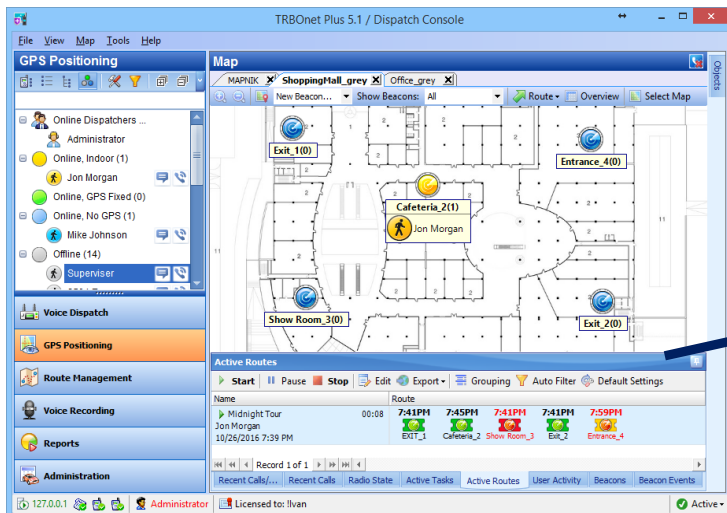 TRBOnet Plus 5.1 / Dispatch Console
File View Map Tools Help
GPS Positioning
Map
Objects
MAPNIK ShoppingMall_grey Office_grey
New Beacon... Show Beacons: All Route Overview Select Map
Online Dispatchers ...
Administrator
Online, Indoor (1)
Jon Morgan
Online, GPS Fixed (0)
Online, No GPS (1)
Mike Johnson
Offline (14)
Superviser
Voice Dispatch
GPS Positioning
Route Management
Voice Recording
Reports
Administration
Exit_1(0)
Entrance_4(0)
Cafeteria_2(1)
Jon Morgan
Show Room_3(0)
Exit_2(0)
Active Routes
Start Pause Stop Edit Export Grouping Auto Filter Default Settings
Name Route
Midnight Tour 00:08 7:41PM 7:45PM 7:41PM 7:41PM 7:59PM
Jon Morgan
10/26/2016 7:39 PM
EXIT_1 Cafeteria_2 Show Room_3 Exit_2 Entrance_4
Record 1 of 1
Recent Calls/... Recent Calls Radio State Active Tasks Active Routes User Activity Beacons Beacon Events
127.0.0.1 Administrator Licensed to: !Ivan Active